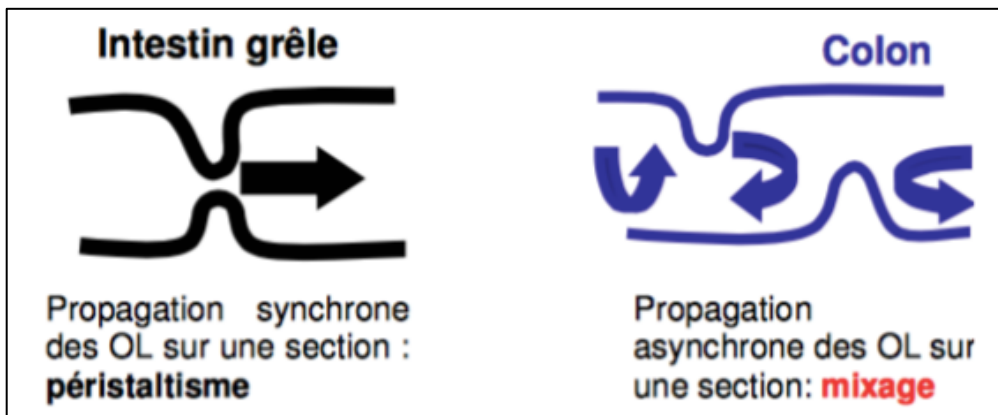 Intestin grêle
Colon
Propagation synchrone
des OL sur une section :
péristaltisme
Propagation
asynchrone des OL sur
une section: mixage